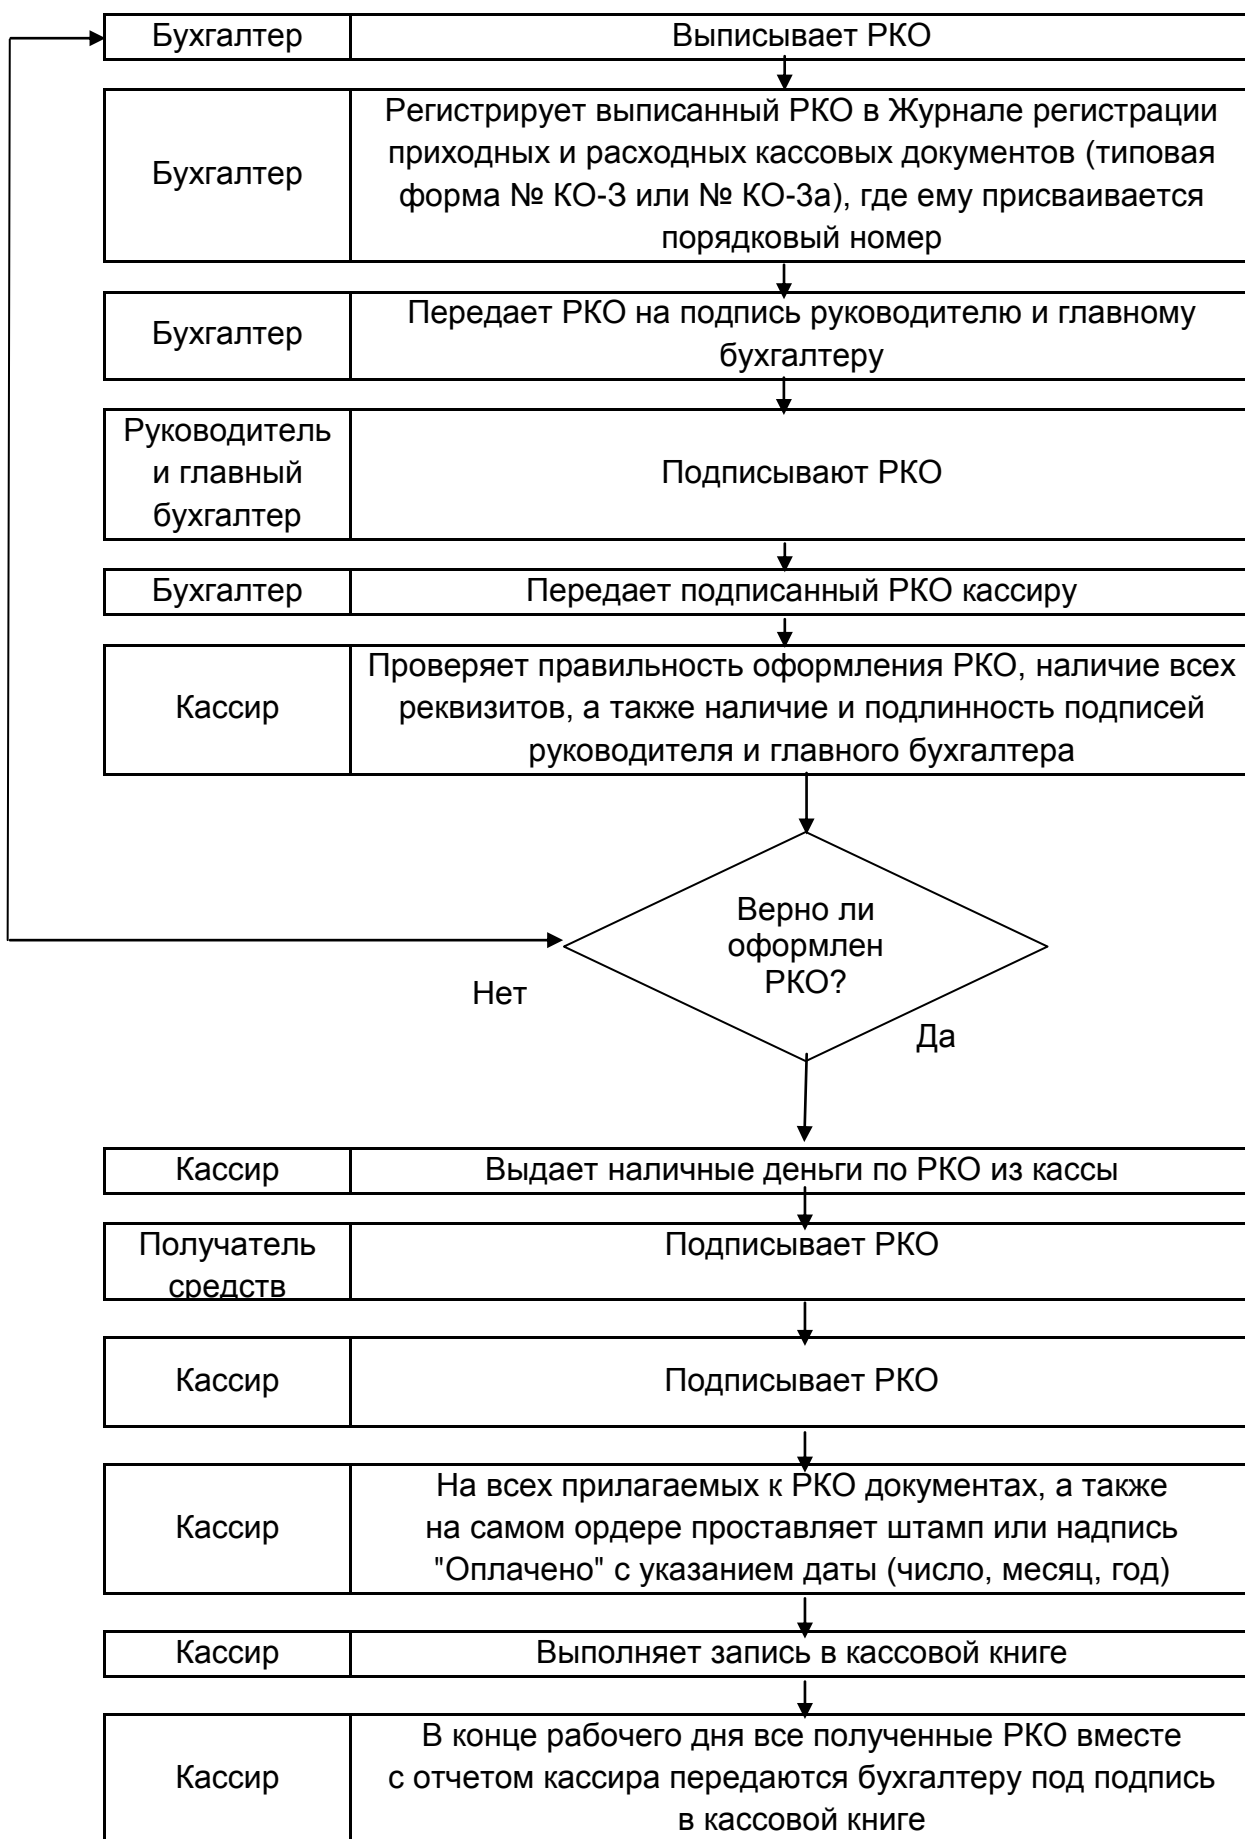 Бухгалтер
Выписывает РКО
Бухгалтер
Регистрирует выписанный РКО в Журнале регистрации
приходных и расходных кассовых документов (типовая
форма № КО-3 или № КО-3а), где ему присваивается
порядковый номер
Бухгалтер
Передает РКО на подпись руководителю и главному
бухгалтеру
Руководитель
и главный
бухгалтер
Подписывают РКО
Бухгалтер
Передает подписанный РКО кассиру
Кассир
Проверяет правильность оформления РКО, наличие всех
реквизитов, а также наличие и подлинность подписей
руководителя и главного бухгалтера
Верно ли
оформлен
РКО?
Нет
Да
Кассир
Выдает наличные деньги по РКО из кассы
Получатель
средств
Подписывает РКО
Кассир
Подписывает РКО
Кассир
На всех прилагаемых к РКО документах, а также
на самом ордере проставляет штамп или надпись
"Оплачено" с указанием даты (число, месяц, год)
Кассир
Выполняет запись в кассовой книге
Кассир
В конце рабочего дня все полученные РКО вместе
с отчетом кассира передаются бухгалтеру под подпись
в кассовой книге